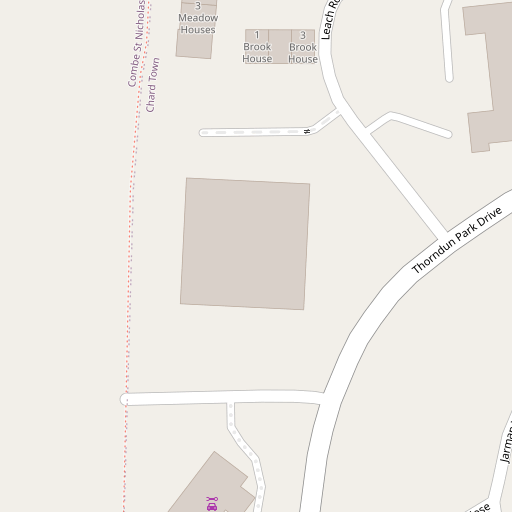 3
Meadow
Houses
1
Brook
House
3
Brook
House
Leach Ro
Combe St Nicholas
Chard Town
Thorndun Park Drive
Jarman